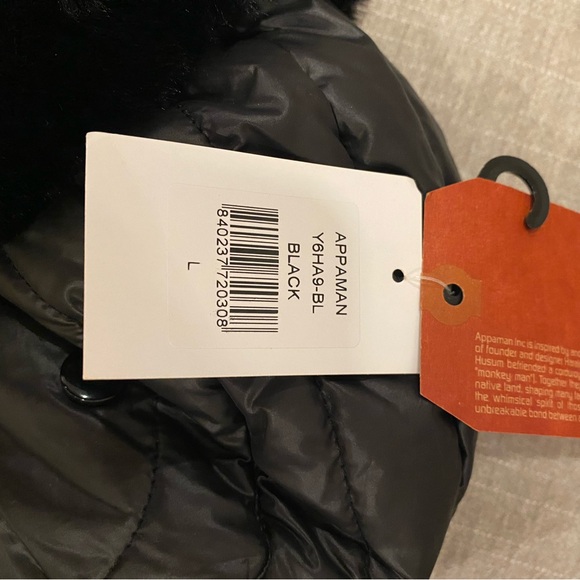 APPAMAN
Y6HA9-BL
BLACK
840237720308
L
Appaman Inc is inspired by
of founder and designer
Husum befriended a
"monkey man"). Together
native land, shaping many
the whimsical spirit of
unbreakable bond between